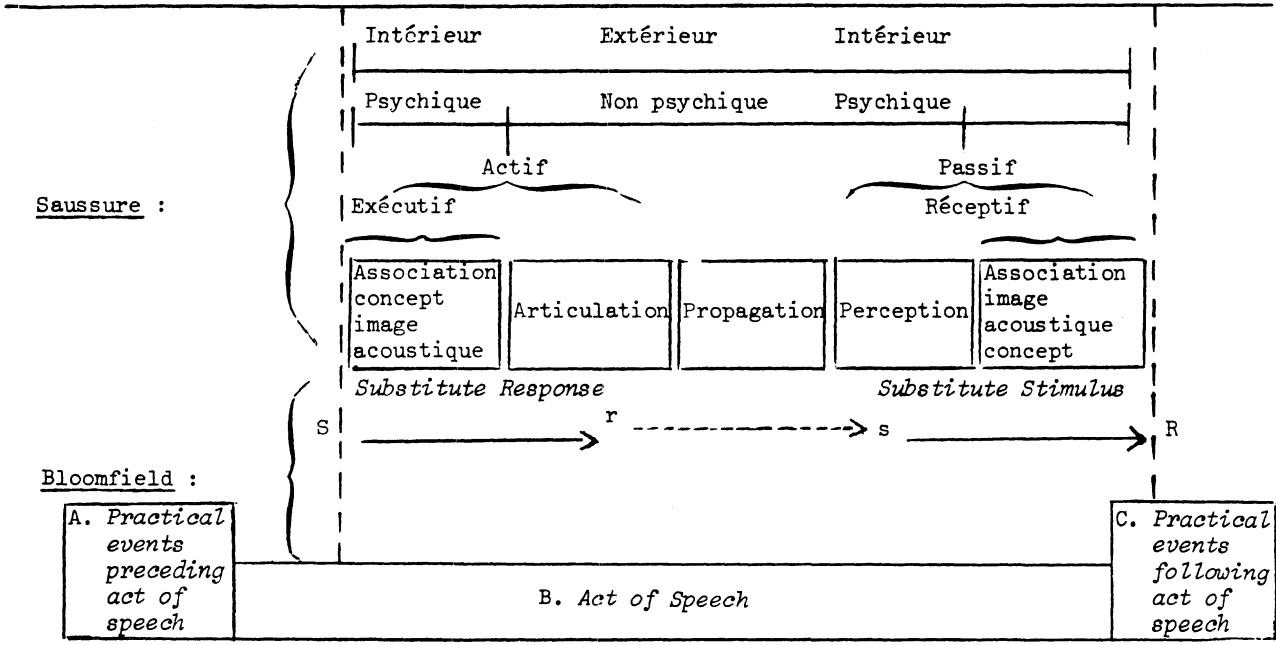 Intérieur Extérieur Intérieur
Psychique Non psychique Psychique
Actif Passif
Saussure : Exécutif Réceptif
Association
concept
image
acoustique
Articulation
Propagation
Perception
Association
image
acoustique
concept
Substitute Response Substitute Stimulus
S r s R
Bloomfield :
A. Practical
events
preceding
act of
speech
B. Act of Speech
C. Practical
events
following
act of
speech